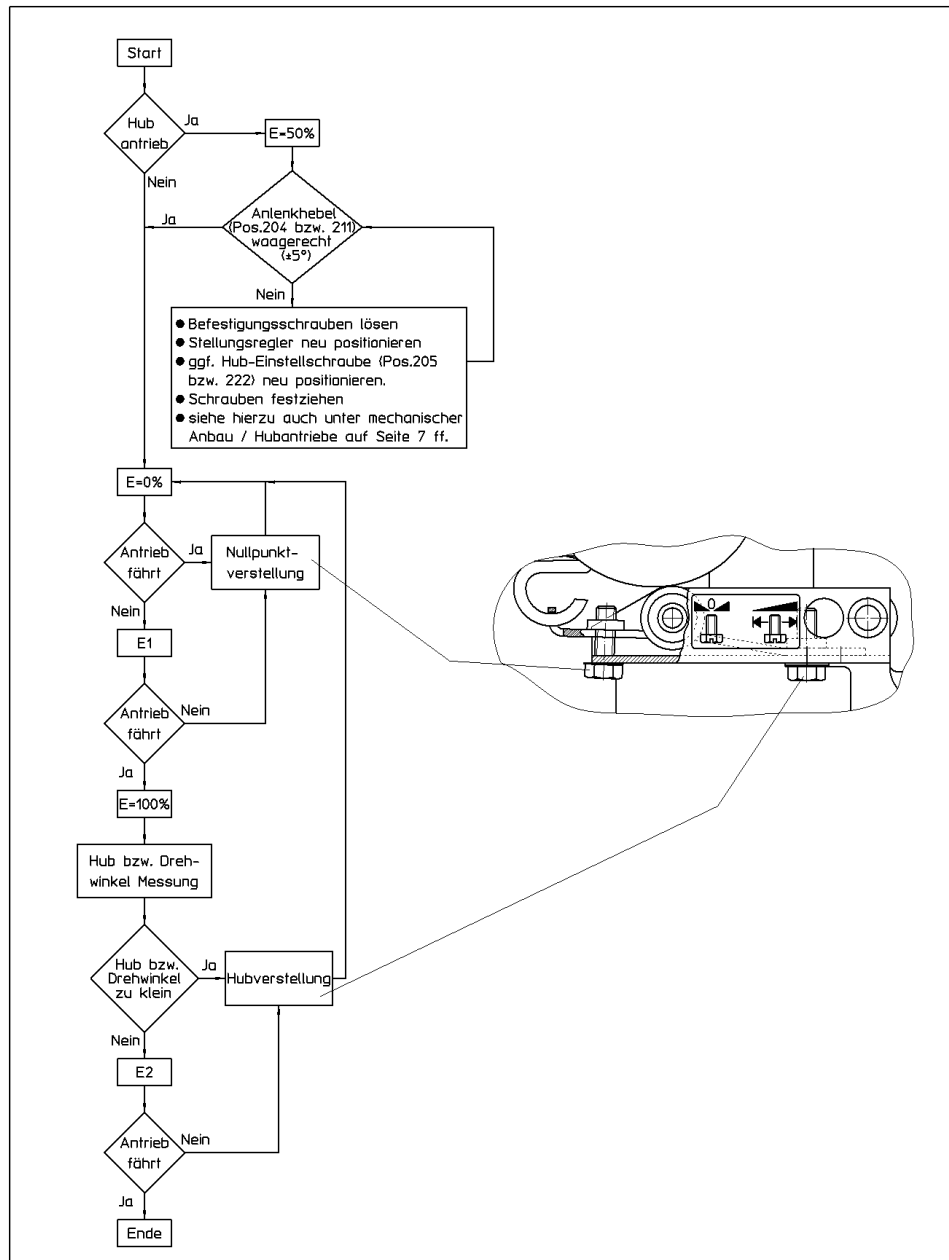 Start
Hub
antrieb
Ja
E=50%
Nein
Anlenkhebel
(Pos.204 bzw. 211)
waagerecht
(±5°)
Ja
Nein
● Befestigungsschrauben lösen
● Stellungsregler neu positionieren
● ggf. Hub-Einstellschraube (Pos.205
bzw. 222) neu positionieren.
● Schrauben festziehen
● siehe hierzu auch unter mechanischer
Anbau / Hubantriebe auf Seite 7 ff.
E=0%
Antrieb
fährt
Ja
Nullpunkt-
verstellung
Nein
E1
Antrieb
fährt
Nein
Ja
E=100%
Hub bzw. Dreh-
winkel Messung
Hub bzw.
Drehwinkel
zu klein
Ja
Hubverstellung
Nein
E2
Antrieb
fährt
Nein
Ja
Ende
0